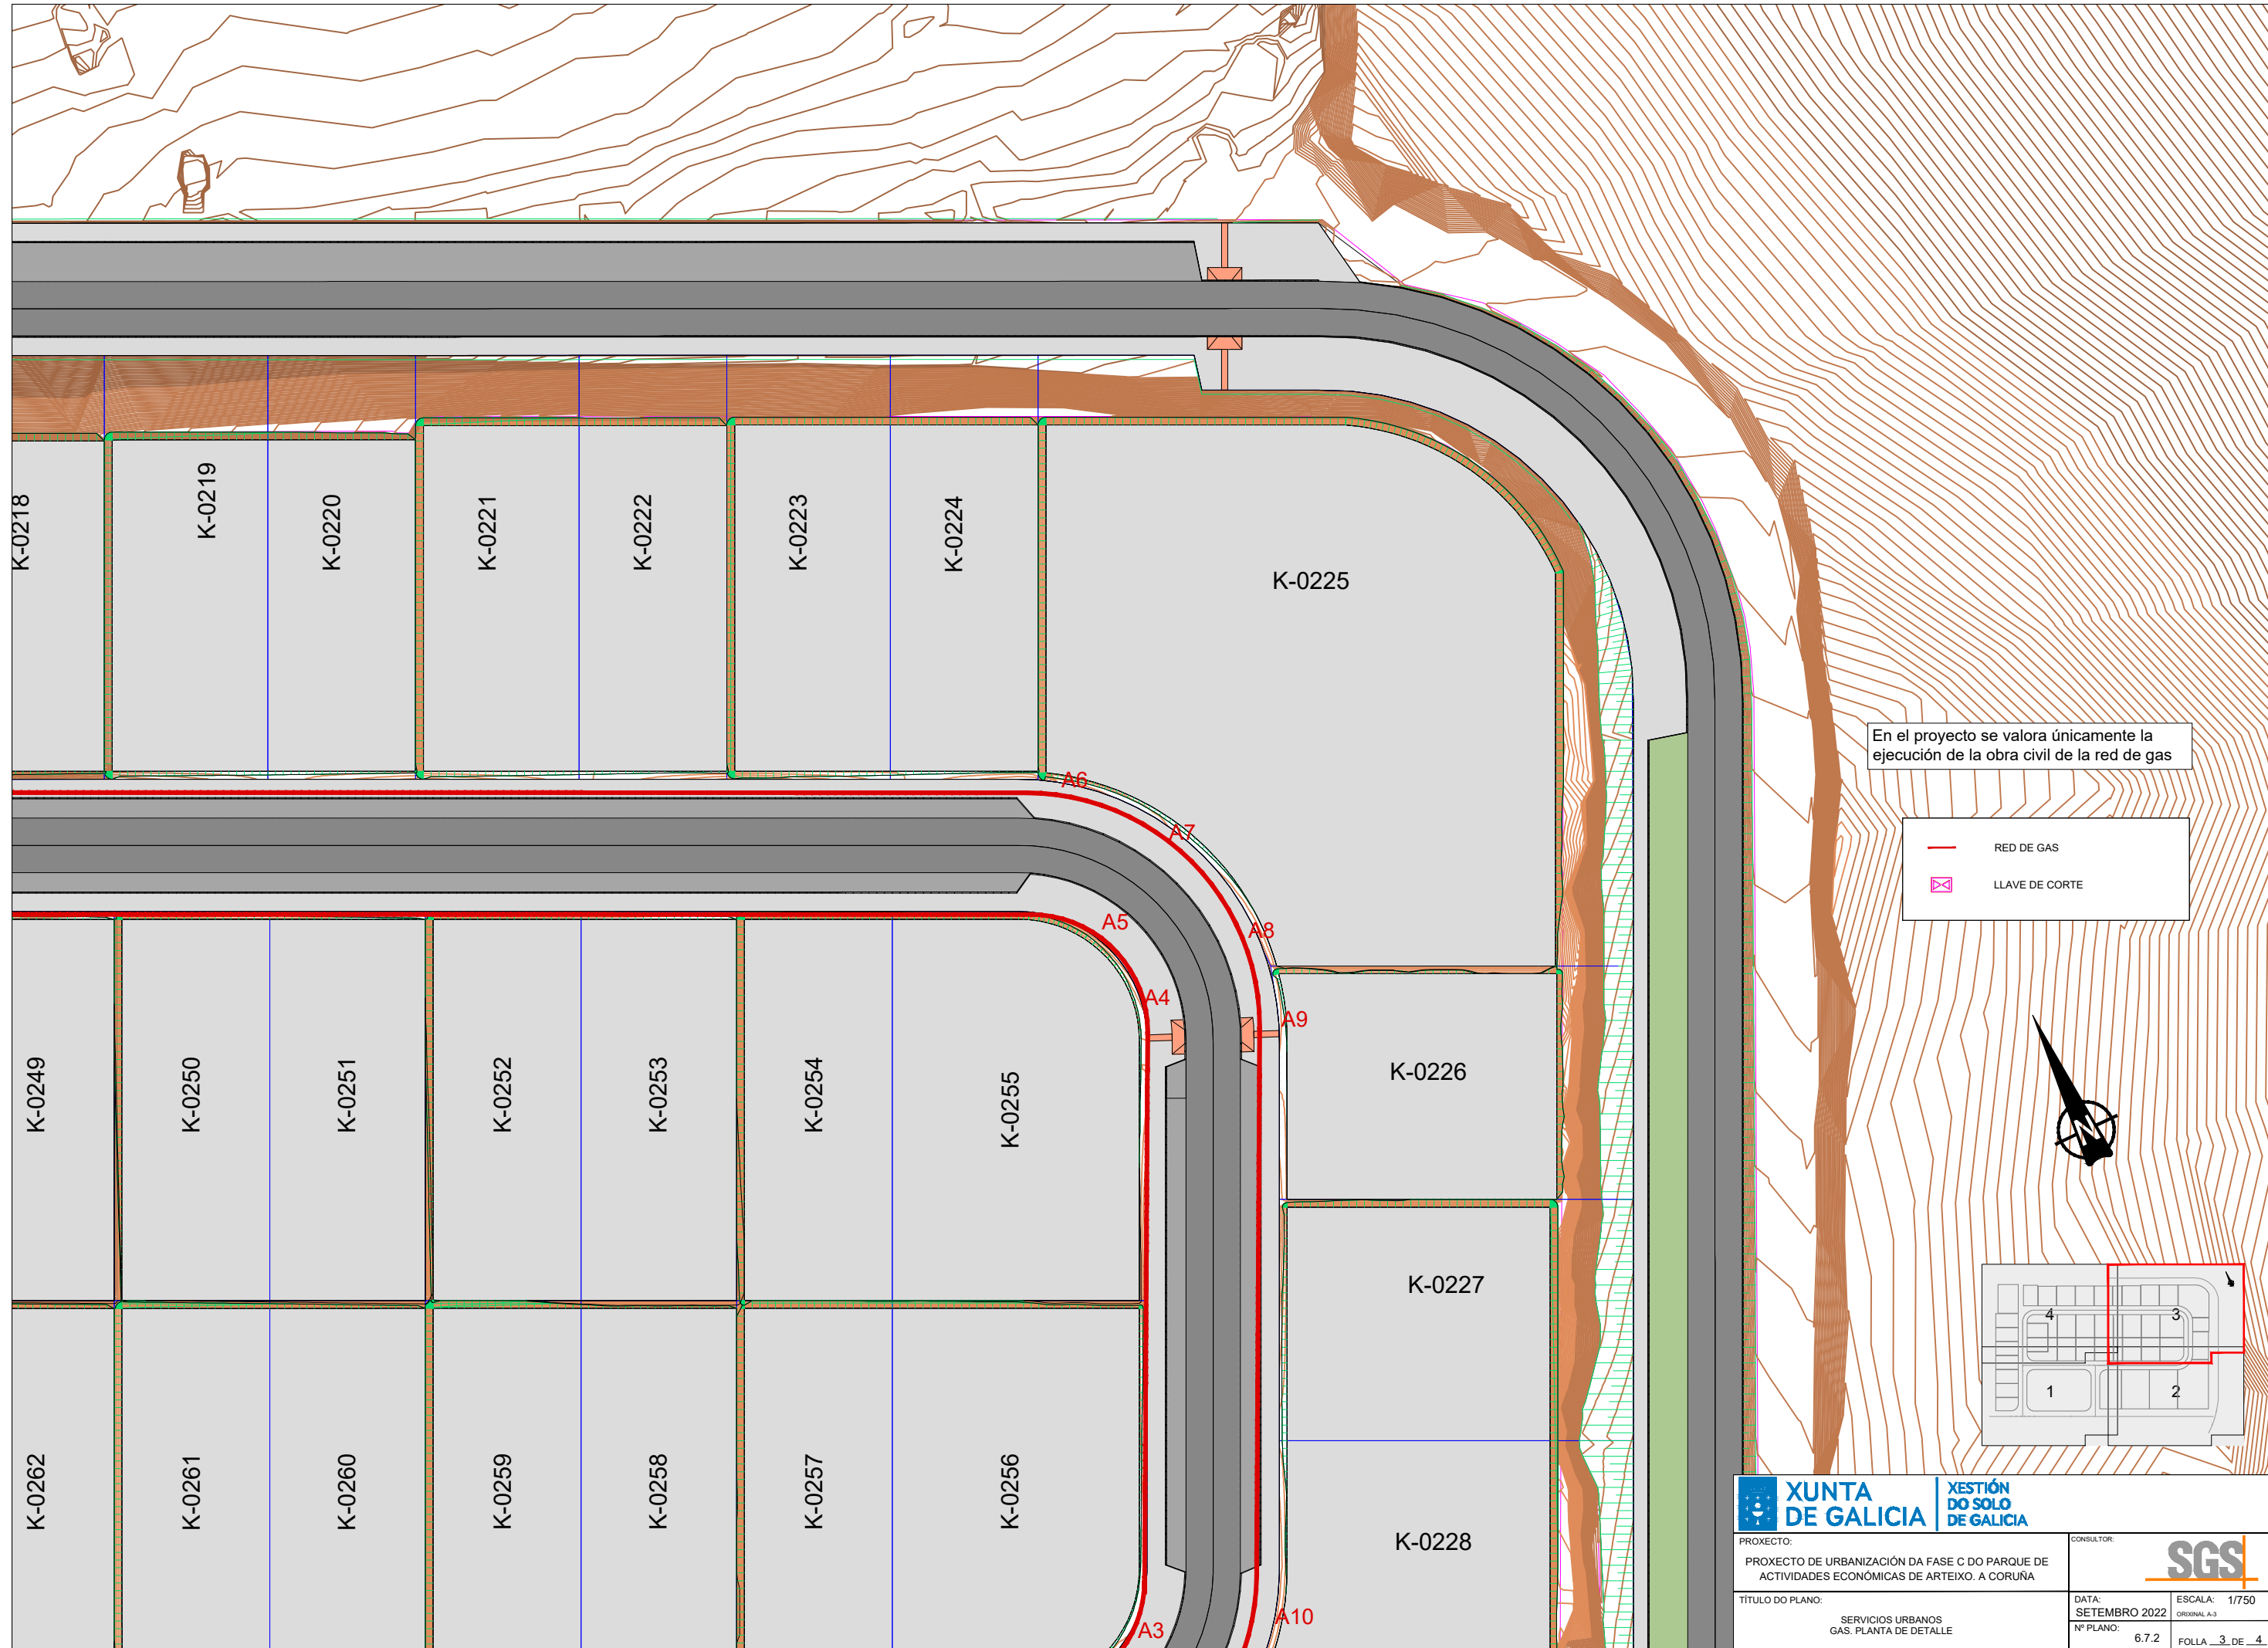 K-0218
K-0219
K-0220
K-0221
K-0222
K-0223
K-0224
K-0225
A6
A7
A5
A8
A4
A9
K-0249
K-0250
K-0251
K-0252
K-0253
K-0254
K-0255
K-0226
K-0227
K-0262
K-0261
K-0260
K-0259
K-0258
K-0257
K-0256
K-0228
A10
A3
En el proyecto se valora únicamente la
ejecución de la obra civil de la red de gas
RED DE GAS
LLAVE DE CORTE
4
3
1
2
XUNTA
DE GALICIA
XESTIÓN
DO SOLO
DE GALICIA
PROXECTO:
PROXECTO DE URBANIZACIÓN DA FASE C DO PARQUE DE
ACTIVIDADES ECONÓMICAS DE ARTEIXO. A CORUÑA
CONSULTOR:
SGS
TÍTULO DO PLANO:
SERVICIOS URBANOS
GAS. PLANTA DE DETALLE
DATA:
SETEMBRO 2022
ESCALA: 1/750
ORIXINAL A-3
Nº PLANO:
6.7.2
FOLLA 3 DE 4